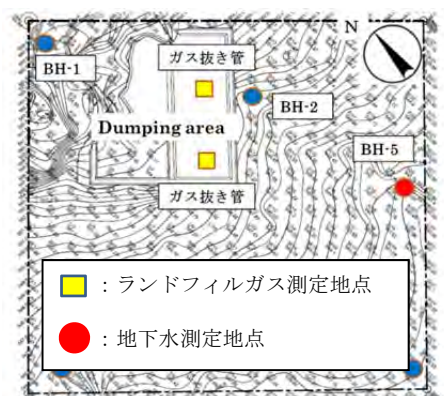 N
ガス抜き管
BH-1
BH-2
Dumping area
BH-5
ガス抜き管
：ランドフィルガス測定地点
：地下水測定地点